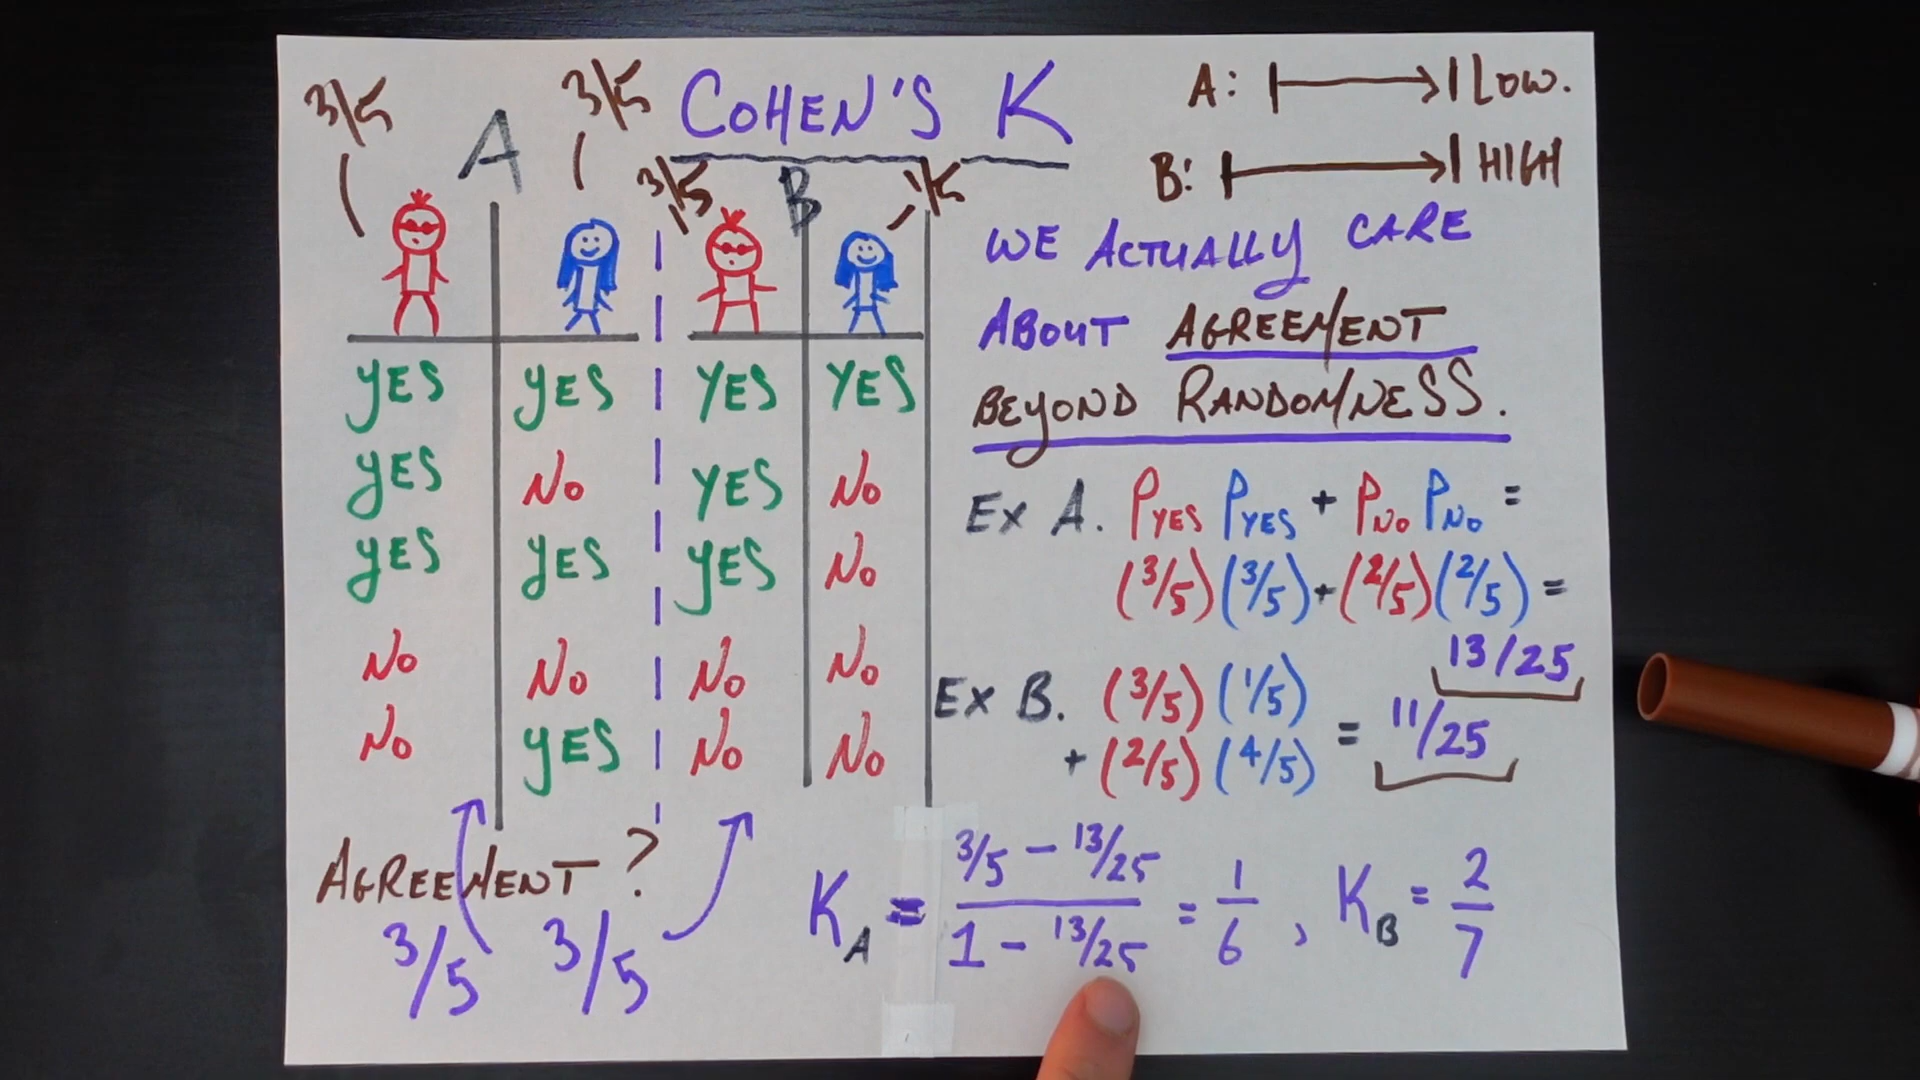 COHEN'S K
3/5
A
3/5
YES YES
YES NO
YES YES
NO NO
NO YES
3/5
B
1/5
YES YES
YES NO
YES NO
NO NO
NO NO
AGREEMENT?
3/5 3/5
A: LOW.
B: HIGH
WE ACTUALLY CARE
ABOUT AGREEMENT
BEYOND RANDOMNESS.
EX A. PYES PYES + PNO PNO =
(3/5)(3/5)+(2/5)(2/5) =
13/25
EX B. (3/5)(1/5)
+ (2/5)(4/5) = 11/25
KA = 3/5 - 13/25 / 1 - 13/25 = 1/6, KB = 2/7